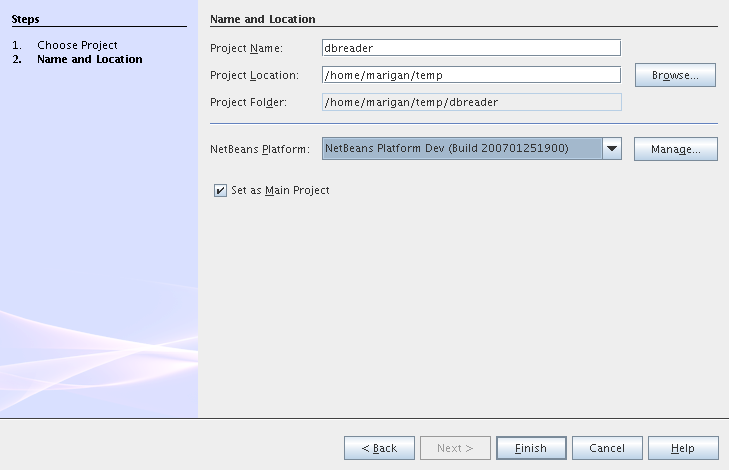 Steps
1. Choose Project
2. Name and Location
Name and Location
Project Name: dbreader
Project Location: /home/marigan/temp Browse...
Project Folder: /home/marigan/temp/dbreader
NetBeans Platform: NetBeans Platform Dev (Build 200701251900) Manage...
Set as Main Project
< Back Next > Finish Cancel Help